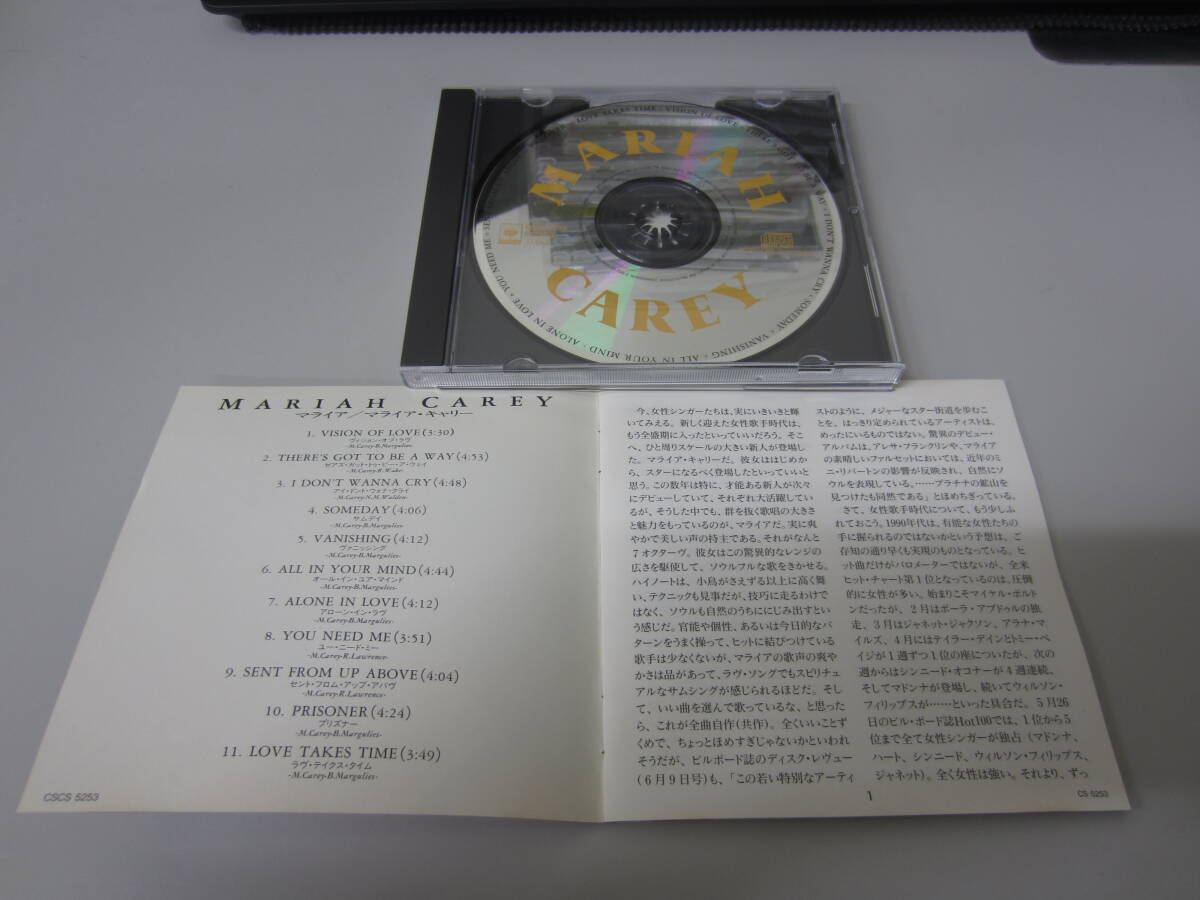 MARIAH
CAREY
LOVE TAKES TIME · VISION OF LOVE · THERE'S GOT
I DON'T WANNA CRY · SOMEDAY · VANISHING · ALL IN YOUR MIND · ALONE IN LOVE · YOU NEED ME
MARIAH CAREY
マライア／マライア・キャリー
1. VISION OF LOVE(3:30)
ヴィジョン・オブ・ラヴ
-M.Carey-B.Margulies-
2. THERE'S GOT TO BE A WAY(4:53)
ゼアズ・ガット・トゥ・ビー・ア・ウェイ
-M.Carey-R.Wake-
3. I DON'T WANNA CRY(4:48)
アイ・ドント・ウォナ・クライ
-M.Carey-N.M.Walden-
4. SOMEDAY(4:06)
サムデイ
-M.Carey-B.Margulies-
5. VANISHING(4:12)
ヴァニッシング
-M.Carey-B.Margulies-
6. ALL IN YOUR MIND(4:44)
オール・イン・ユア・マインド
-M.Carey-B.Margulies-
7. ALONE IN LOVE(4:12)
アローン・イン・ラヴ
-M.Carey-B.Margulies-
8. YOU NEED ME(3:51)
ユー・ニード・ミー
-M.Carey-R.Lawrence-
9. SENT FROM UP ABOVE(4:04)
セント・フロム・アップ・アバヴ
-M.Carey-R.Lawrence-
10. PRISONER(4:24)
プリズナー
-M.Carey-B.Margulies-
11. LOVE TAKES TIME(3:49)
ラヴ・テイクス・タイム
-M.Carey-B.Margulies-
CSCS 5253
今、女性シンガーたちは、実にいきいきと輝
いてみえる。新しく迎えた女性歌手時代は、
もう全盛期に入ったといっていいだろう。そこ
へ、ひと周りスケールの大きい新人が登場し
た。マライア・キャリーだ。彼女ははじめか
ら、スターになるべく登場したといっていいと
思う。この数年は特に、才能ある新人が次々
にデビューしていて、それぞれ大活躍してい
るが、そうした中でも、群を抜く歌唱の大きさ
と魅力をもっているのが、マライアだ。実に爽
やかで美しい声の持主である。それがなんと
7オクターヴ。彼女はこの驚異的なレンジの
広さを駆使して、ソウルフルな歌をきかせる。
ハイノートは、小鳥がさえずる以上に高く舞
い、テクニックも見事だが、技巧に走るわけで
はなく、ソウルも自然のうちににじみ出すとい
う感じだ。官能や個性、あるいは今日的なパ
ターンをうまく操って、ヒットに結びつけている
歌手は少なくないが、マライアの歌声の爽や
かさは品があって、ラヴ・ソングでもスピリチュ
アルなサムシングが感じられるほどだ。そし
て、いい曲を選んで歌っているな、と思った
ら、これが全曲自作(共作)。全くいいことず
くめで、ちょっとほめすぎじゃないかといわれ
そうだが、ビルボード誌のディスク・レヴュー
(6月9日号)も、「この若い特別なアーティ
ストのように、メジャーなスター街道を歩むこ
とを、はっきり定められているアーティストは、
めったにいるものではない。驚異のデビュー・
アルバムは、アレサ・フランクリンや、マライア
の素晴しいファルセットにおいては、近年のミ
ニ・リパートンの影響が反映され、自然にソ
ウルを表現している。……プラチナの鉱山を
見つけたも同然である」とほめちぎっている。
さて、女性歌手時代について、もう少しふ
れておこう。1990年代は、有能な女性たちの
手に握られるのではないかという予想は、ご
存知の通り早くも実現のものとなっている。ヒ
ット曲だけがバロメーターではないが、全米
ヒット・チャート第1位となっているのは、圧倒
的に女性が多い。始まりこそマイケル・ボルト
ンだったが、2月はポーラ・アブドゥルの独
走、3月はジャネット・ジャクソン、アラナ・マ
イルズ、4月にはテイラー・デインとトミー・ペ
イジが1週ずつ1位の座についたが、次の
週からはシンニード・オコナーが4週連続、
そしてマドンナが登場し、続いてウィルソン・
フィリップスが……といった具合だ。5月26
日のビル・ボード誌Hot100では、1位から5
位まで全て女性シンガーが独占(マドンナ、
ハート、シンニード、ウィルソン・フィリップス、
ジャネット)。全く女性は強い。それより、ずっ
1
CS 5253